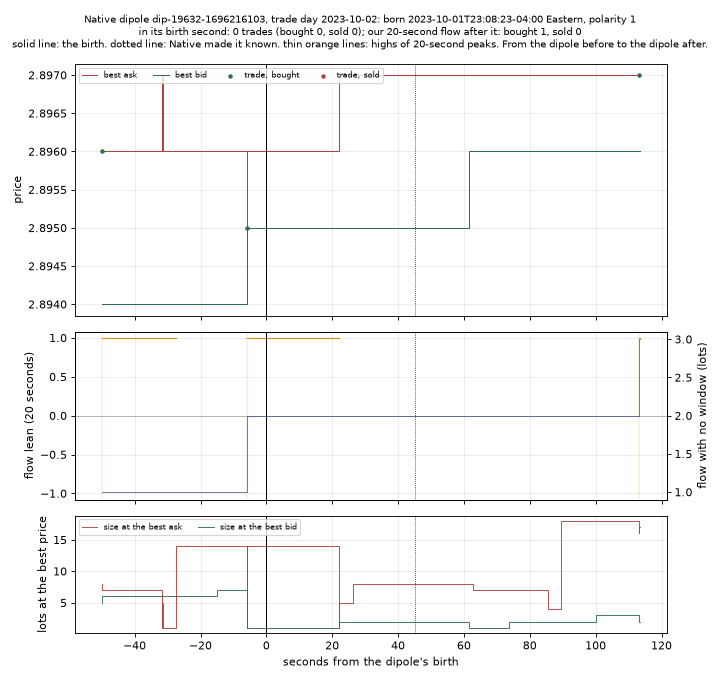 Native dipole dip-19632-1696216103, trade day 2023-10-02: born 2023-10-01T23:08:23-04:00 Eastern, polarity 1
in its birth second: 0 trades (bought 0, sold 0); our 20-second flow after it: bought 1, sold 0
solid line: the birth. dotted line: Native made it known. thin orange lines: highs of 20-second peaks. From the dipole before to the dipole after.
best ask
best bid
trade, bought
trade, sold
price
2.8970
2.8965
2.8960
2.8955
2.8950
2.8945
2.8940
flow lean (20 seconds)
1.0
0.5
0.0
−0.5
−1.0
flow with no window (lots)
3.0
2.5
2.0
1.5
1.0
size at the best ask
size at the best bid
lots at the best price
15
10
5
−40
−20
0
20
40
60
80
100
120
seconds from the dipole's birth